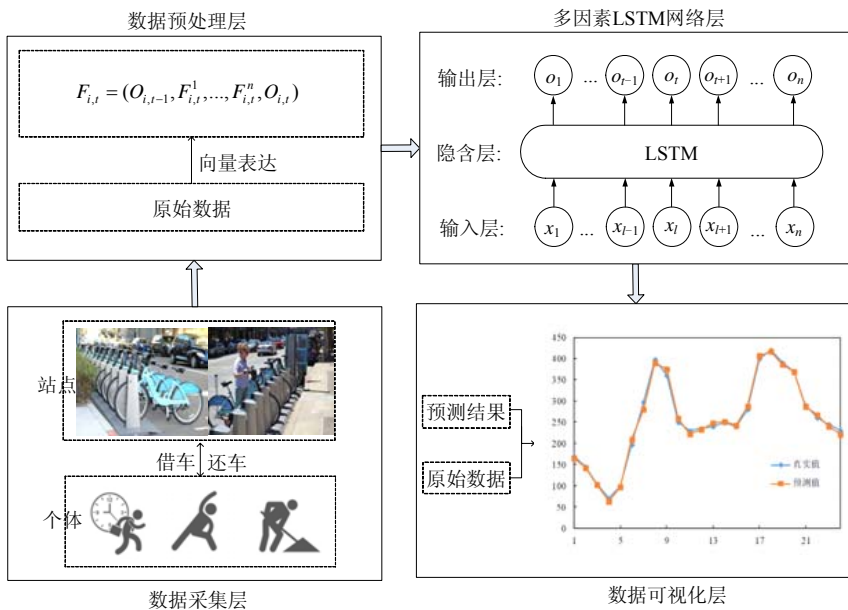 数据预处理层
F_{i,t} = (O_{i,t-1}, F^1_{i,t}, ..., F^n_{i,t}, O_{i,t})
向量表达
原始数据
多因素LSTM网络层
输出层: o_1 ... o_{t-1} o_t o_{t+1} ... o_n
隐含层: LSTM
输入层: x_1 ... x_{l-1} x_l x_{l+1} ... x_n
站点
借车 还车
个体
数据采集层
预测结果
原始数据
450
400
350
300
250
200
150
100
50
0
1 5 9 13 17 21
真实值
预测值
数据可视化层